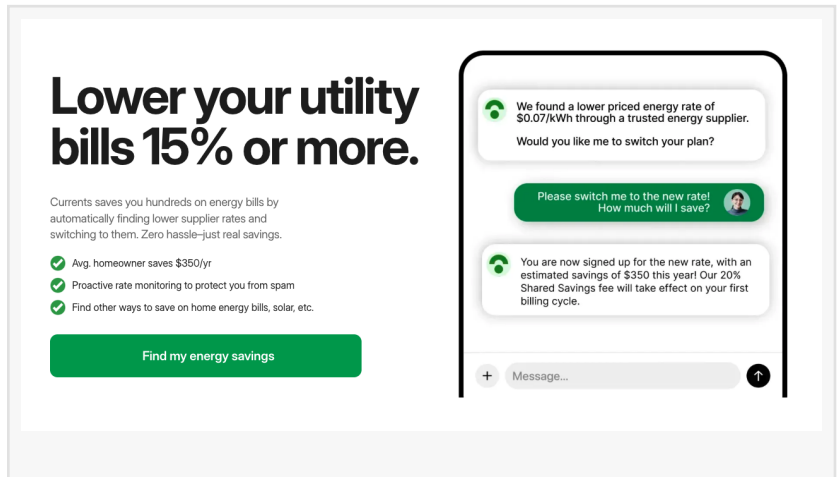 Lower your utility
bills 15% or more.
Currents saves you hundreds on energy bills by
automatically finding lower supplier rates and
switching to them. Zero hassle–just real savings.
Avg. homeowner saves $350/yr
Proactive rate monitoring to protect you from spam
Find other ways to save on home energy bills, solar, etc.
Find my energy savings
We found a lower priced energy rate of
$0.07/kWh through a trusted energy supplier.
Would you like me to switch your plan?
Please switch me to the new rate!
How much will I save?
You are now signed up for the new rate, with an
estimated savings of $350 this year! Our 20%
Shared Savings fee will take effect on your first
billing cycle.
Message...